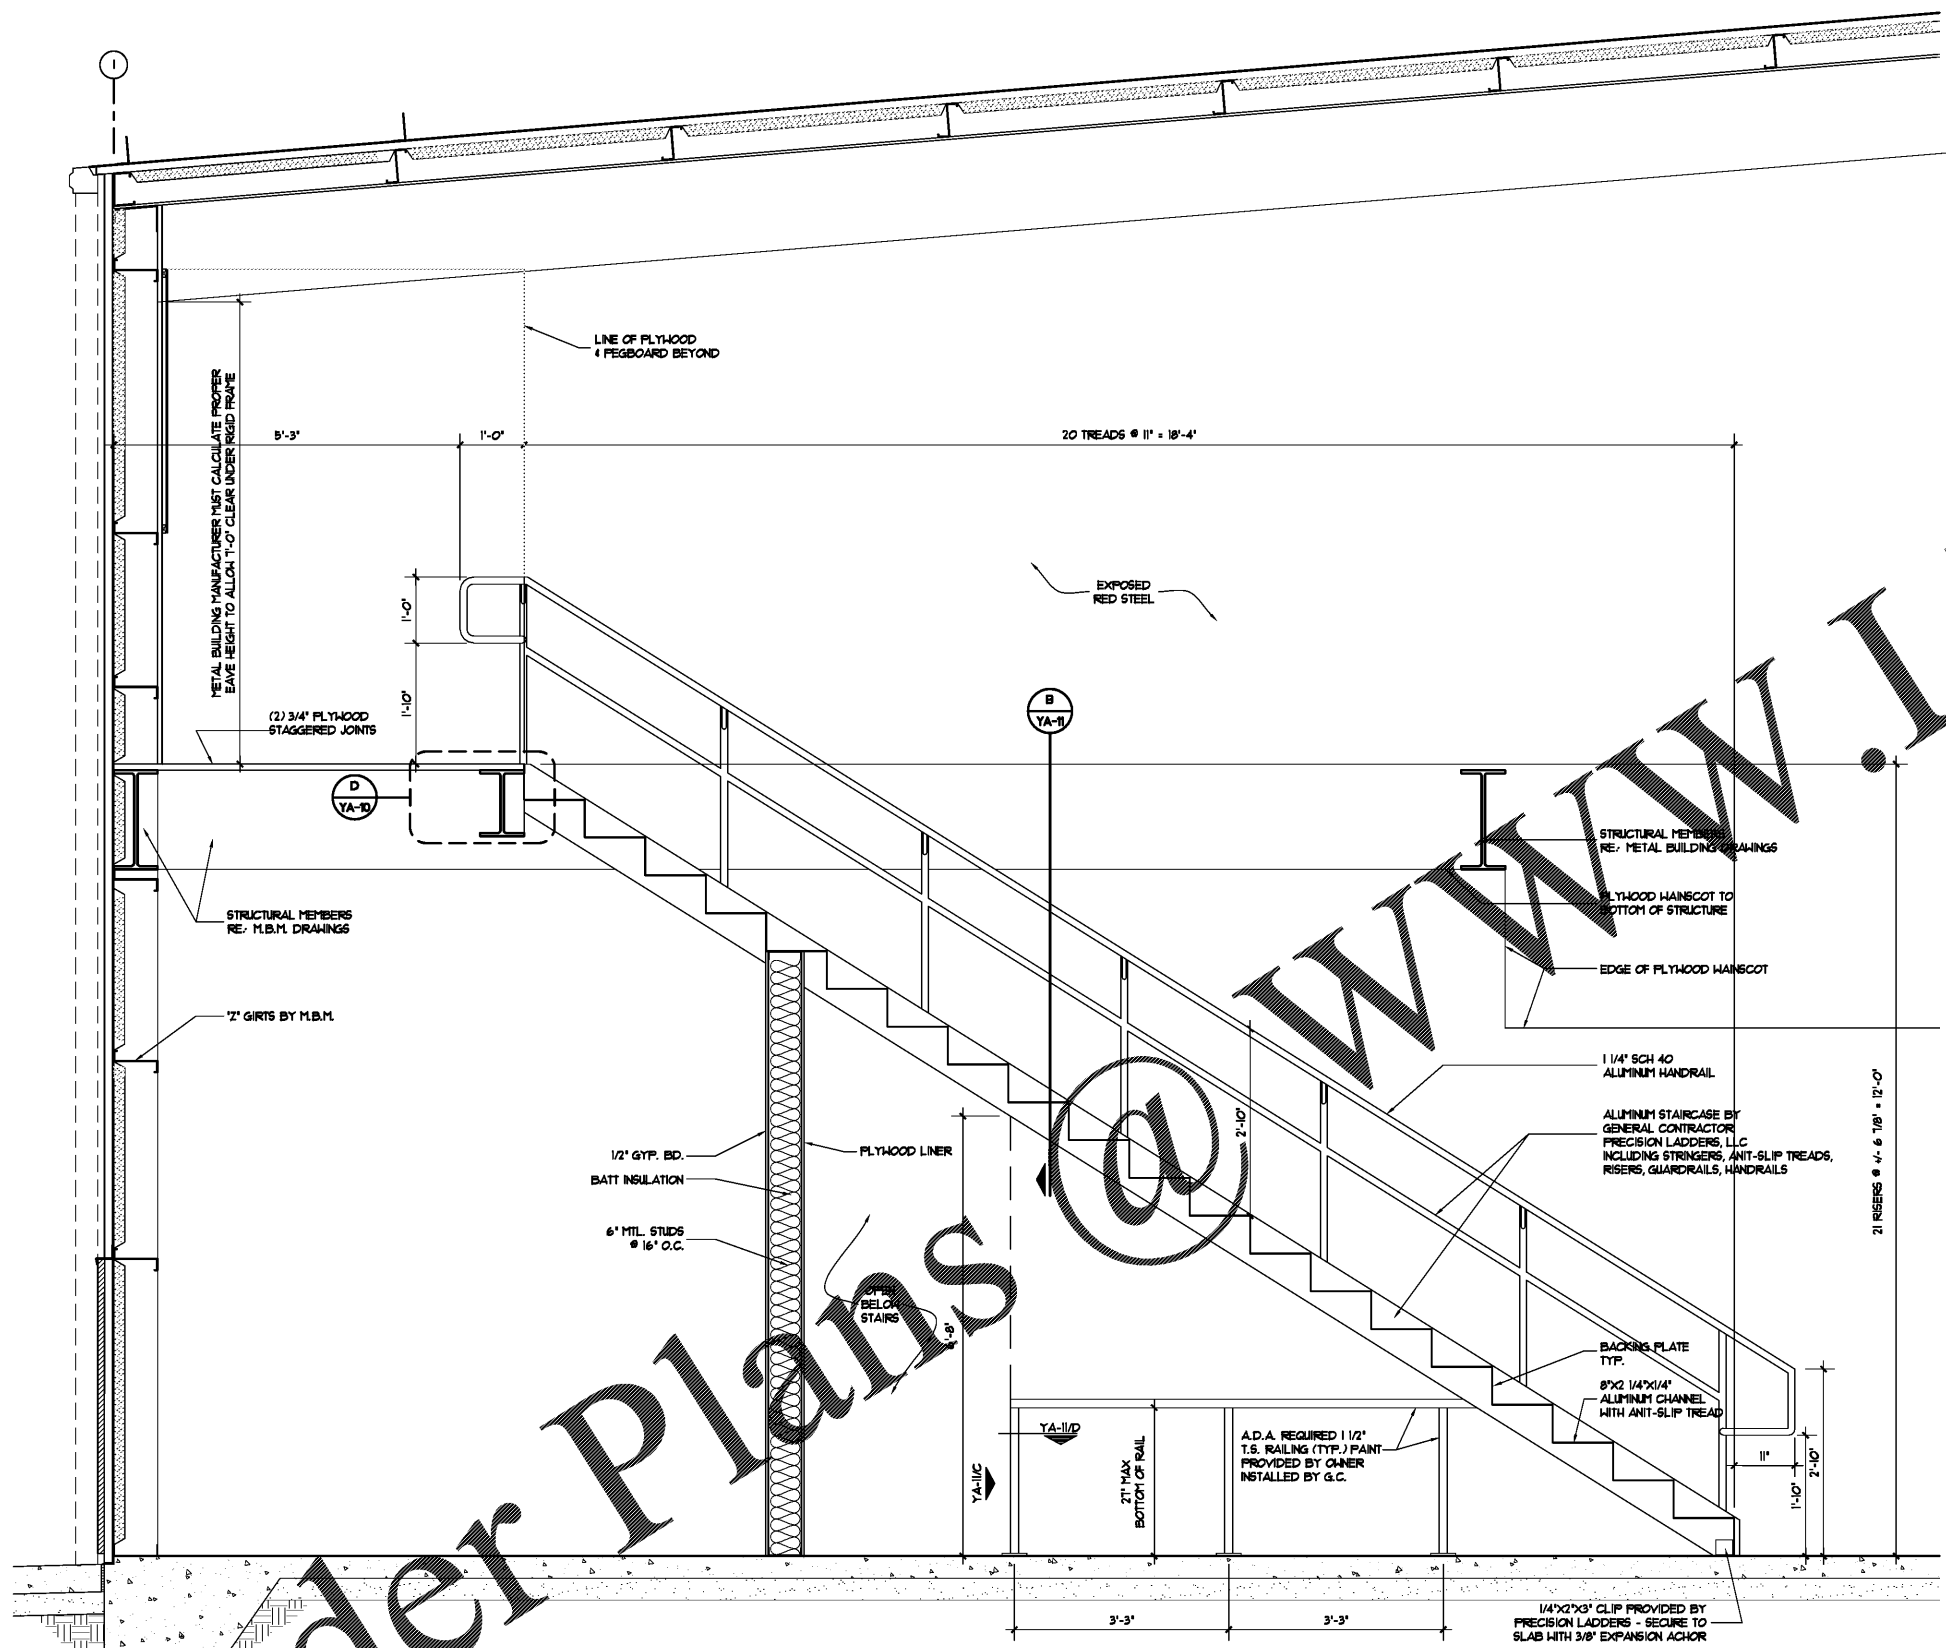 1
LINE OF PLYWOOD
& PEGBOARD BEYOND
METAL BUILDING MANUFACTURER MUST CALCULATE PROPER
EAVE HEIGHT TO ALLOW 7'-0" CLEAR UNDER RIGID FRAME
5'-3"
1'-0"
20 TREADS @ 11" = 18'-4"
EXPOSED
RED STEEL
1'-0"
1'-10"
(2) 3/4" PLYWOOD
STAGGERED JOINTS
B
YA-11
D
YA-10
STRUCTURAL MEMBERS
RE: METAL BUILDING DRAWINGS
PLYWOOD WAINSCOT TO
BOTTOM OF STRUCTURE
STRUCTURAL MEMBERS
RE: M.B.M. DRAWINGS
EDGE OF PLYWOOD WAINSCOT
"Z" GIRTS BY M.B.M.
1 1/4" SCH 40
ALUMINUM HANDRAIL
ALUMINUM STAIRCASE BY
GENERAL CONTRACTOR
PRECISION LADDERS, LLC
INCLUDING STRINGERS, ANIT-SLIP TREADS,
RISERS, GUARDRAILS, HANDRAILS
21 RISERS @ +/- 6 7/8" = 12'-0"
2'-10"
1/2" GYP. BD.
PLYWOOD LINER
BATT INSULATION
6" MTL. STUDS
@ 16" O.C.
OPEN
BELOW
STAIRS
6'-8"
BACKING PLATE
TYP.
8"X2 1/4"X1/4"
ALUMINUM CHANNEL
WITH ANIT-SLIP TREAD
YA-11/D
YA-11/C
27" MAX
BOTTOM OF RAIL
A.D.A. REQUIRED 1 1/2"
T.S. RAILING (TYP.) PAINT
PROVIDED BY OWNER
INSTALLED BY G.C.
11"
1'-10"
2'-10"
3'-3"
3'-3"
1/4"X2"X3" CLIP PROVIDED BY
PRECISION LADDERS - SECURE TO
SLAB WITH 3/8" EXPANSION ACHOR
der Plans @ www.